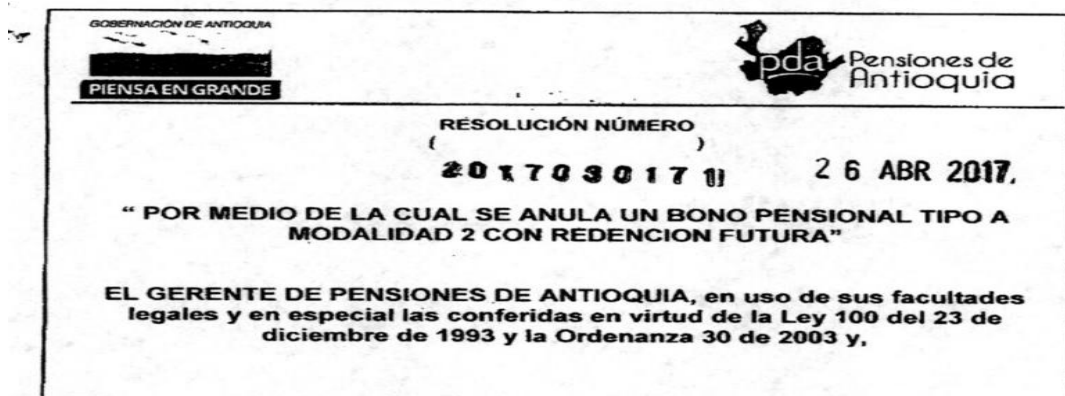 GOBERNACIÓN DE ANTIOQUIA
PIENSA EN GRANDE
pda Pensiones de
Antioquia
RESOLUCIÓN NÚMERO
( )
26 ABR 2017.
“ POR MEDIO DE LA CUAL SE ANULA UN BONO PENSIONAL TIPO A
MODALIDAD 2 CON REDENCION FUTURA”
EL GERENTE DE PENSIONES DE ANTIOQUIA, en uso de sus facultades
legales y en especial las conferidas en virtud de la Ley 100 del 23 de
diciembre de 1993 y la Ordenanza 30 de 2003 y,